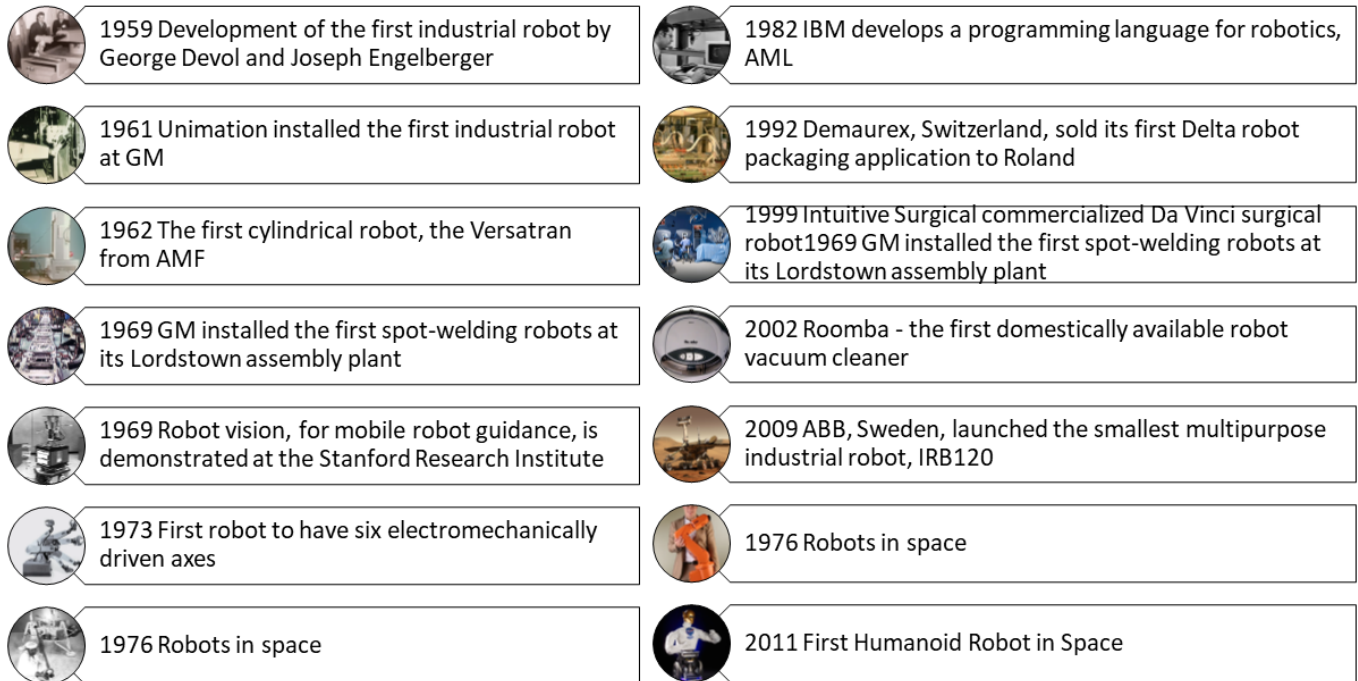 1959 Development of the first industrial robot by
George Devol and Joseph Engelberger
1961 Unimation installed the first industrial robot
at GM
1962 The first cylindrical robot, the Versatran
from AMF
1969 GM installed the first spot-welding robots at
its Lordstown assembly plant
1969 Robot vision, for mobile robot guidance, is
demonstrated at the Stanford Research Institute
1973 First robot to have six electromechanically
driven axes
1976 Robots in space
1982 IBM develops a programming language for robotics,
AML
1992 Demaurex, Switzerland, sold its first Delta robot
packaging application to Roland
1999 Intuitive Surgical commercialized Da Vinci surgical
robot1969 GM installed the first spot-welding robots at
its Lordstown assembly plant
2002 Roomba - the first domestically available robot
vacuum cleaner
2009 ABB, Sweden, launched the smallest multipurpose
industrial robot, IRB120
1976 Robots in space
2011 First Humanoid Robot in Space